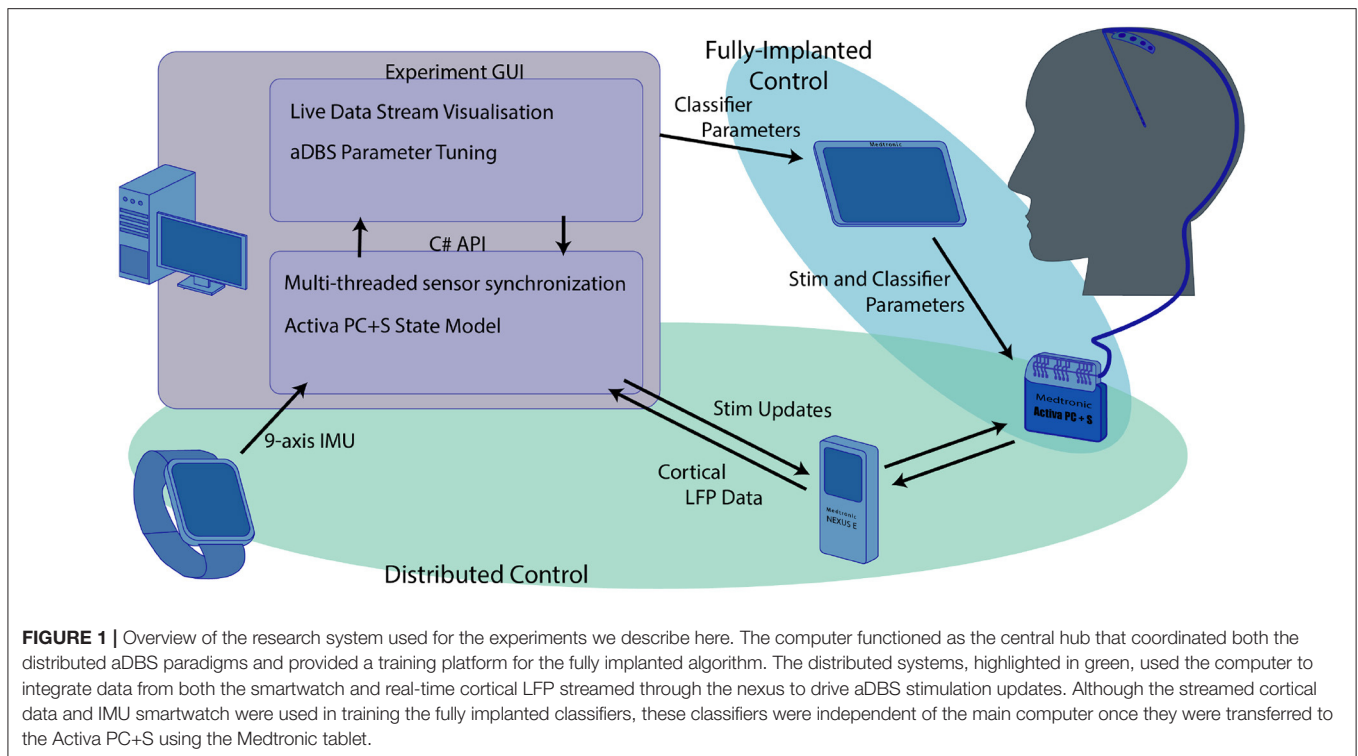 Experiment GUI
Live Data Stream Visualisation
aDBS Parameter Tuning
C# API
Multi-threaded sensor synchronization
Activa PC+S State Model
Fully-Implanted
Control
Classifier
Parameters
Medtronic
Stim and Classifier
Parameters
Medtronic
Activa PC + S
9-axis IMU
Stim Updates
Cortical
LFP Data
Medtronic
NEXUS E
Distributed Control
FIGURE 1 | Overview of the research system used for the experiments we describe here. The computer functioned as the central hub that coordinated both the
distributed aDBS paradigms and provided a training platform for the fully implanted algorithm. The distributed systems, highlighted in green, used the computer to
integrate data from both the smartwatch and real-time cortical LFP streamed through the nexus to drive aDBS stimulation updates. Although the streamed cortical
data and IMU smartwatch were used in training the fully implanted classifiers, these classifiers were independent of the main computer once they were transferred to
the Activa PC+S using the Medtronic tablet.